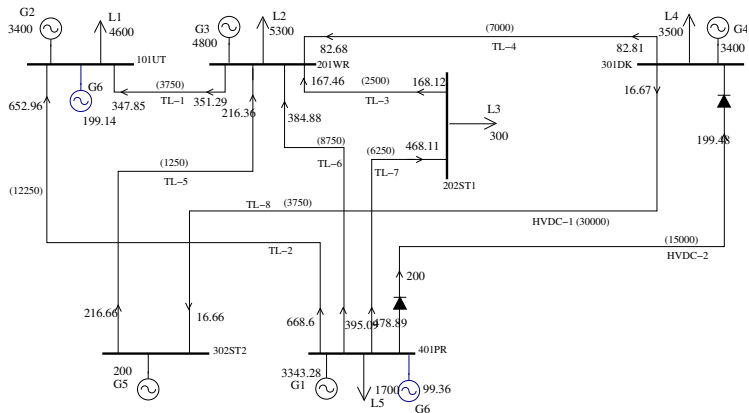 G2
3400
L1
4600
G3
4800
L2
5300
(7000)
L4
3500
G4
3400
82.68
TL-4
82.81
101UT
201WR
301DK
G6
199.14
652.96
347.85
(3750)
TL-1
351.29
216.36
167.46
(2500)
TL-3
168.12
16.67
384.88
L3
300
199.48
(1250)
TL-5
(8750)
TL-6
(6250)
TL-7
468.11
202ST1
(12250)
TL-8
(3750)
HVDC-1 (30000)
TL-2
(15000)
HVDC-2
200
216.66
16.66
668.6
395.09
478.89
302ST2
401PR
200
G5
3343.28
G1
1700
L5
99.36
G6